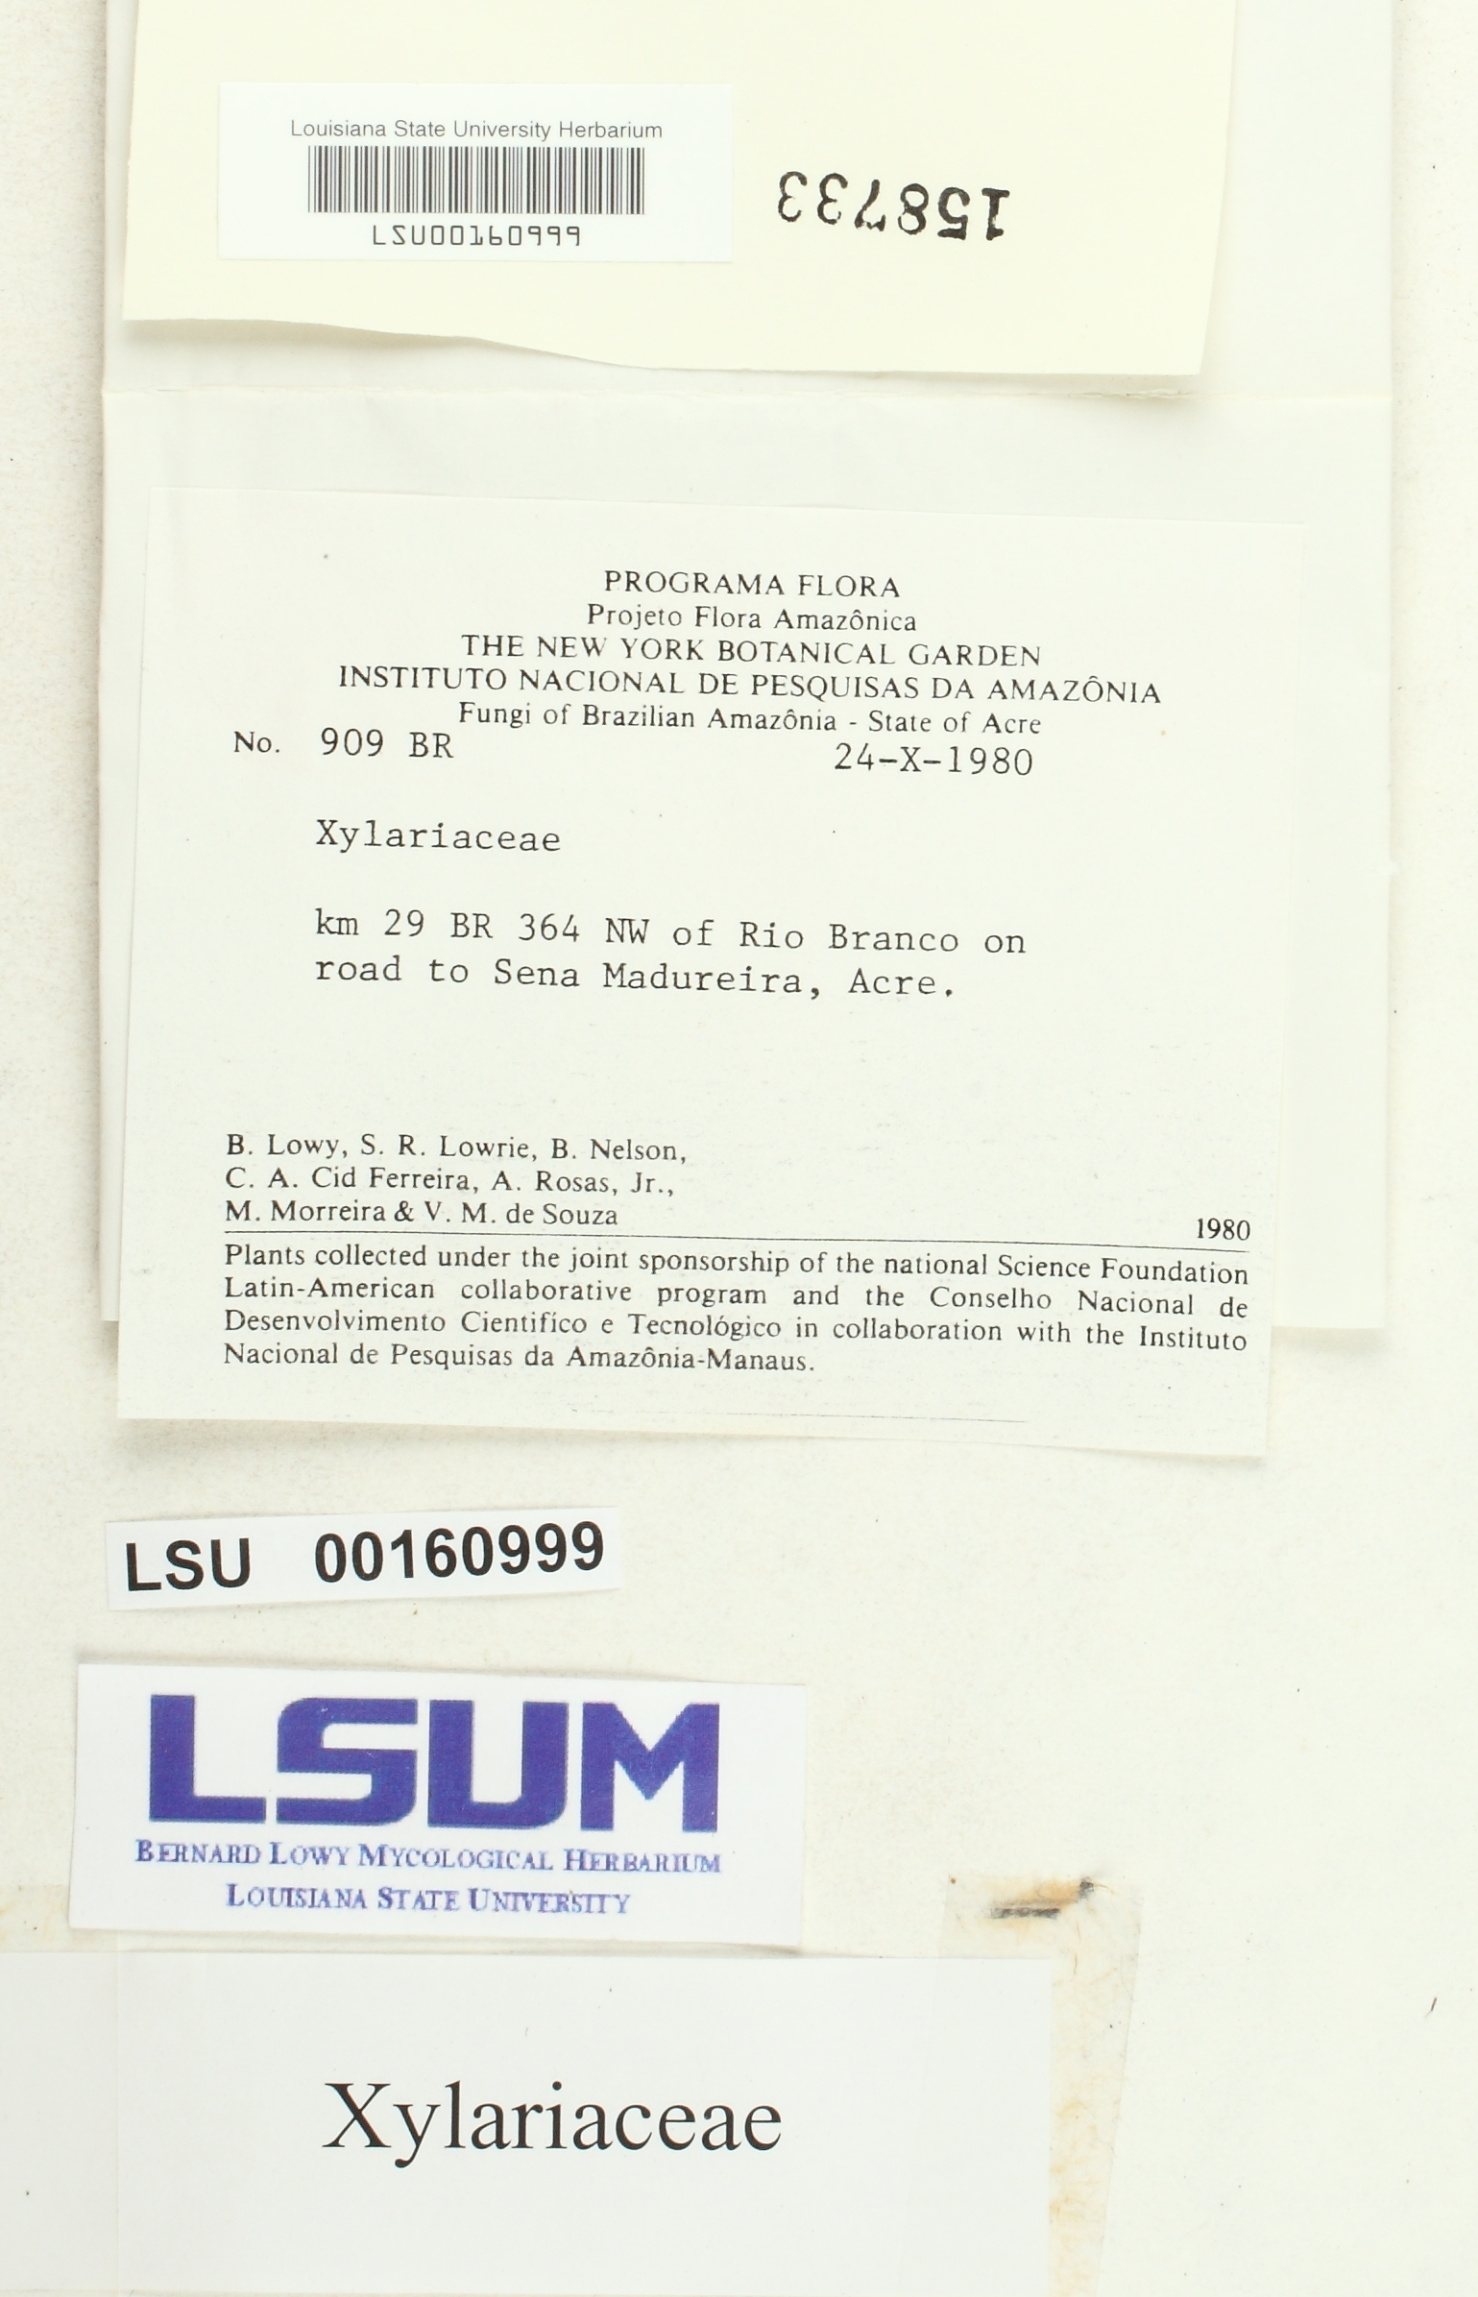 Louisiana State University Herbarium
LSU00160999
158733
PROGRAMA FLORA
Projeto Flora Amazônica
THE NEW YORK BOTANICAL GARDEN
INSTITUTO NACIONAL DE PESQUISAS DA AMAZÔNIA
Fungi of Brazilian Amazônia - State of Acre
No. 909 BR 24-X-1980
Xylariaceae
km 29 BR 364 NW of Rio Branco on
road to Sena Madureira, Acre.
B. Lowy, S. R. Lowrie, B. Nelson,
C. A. Cid Ferreira, A. Rosas, Jr.,
M. Morreira & V. M. de Souza 1980
Plants collected under the joint sponsorship of the national Science Foundation
Latin-American collaborative program and the Conselho Nacional de
Desenvolvimento Cientifíco e Tecnológico in collaboration with the Instituto
Nacional de Pesquisas da Amazônia-Manaus.
LSU 00160999
LSUM
BERNARD LOWY MYCOLOGICAL HERBARIUM
LOUISIANA STATE UNIVERSITY
Xylariaceae